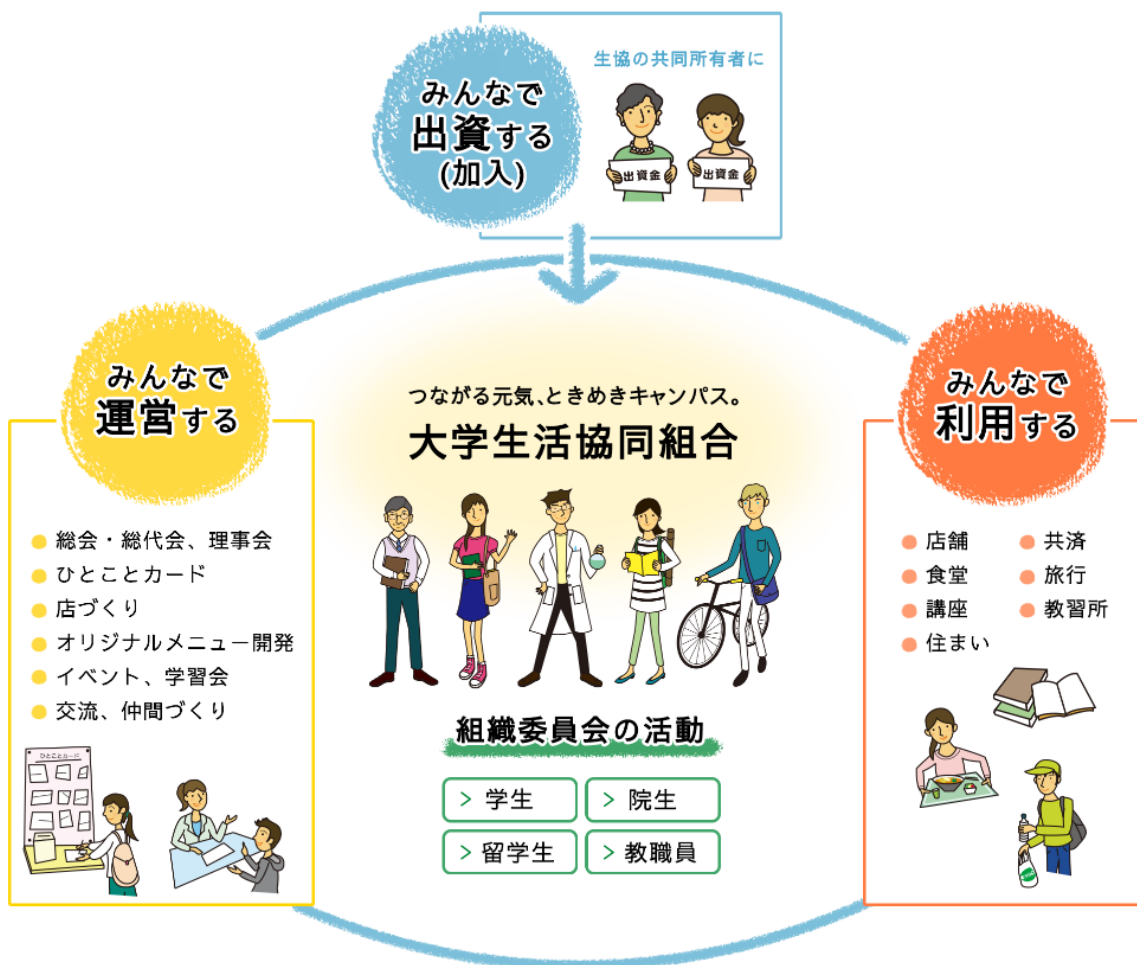 生協の共同所有者に
みんなで
出資する
(加入)
出資金
出資金
みんなで
運営する
総会・総代会、理事会
ひとことカード
店づくり
オリジナルメニュー開発
イベント、学習会
交流、仲間づくり
ひとことカード
つながる元気、ときめきキャンパス。
大学生活協同組合
組織委員会の活動
> 学生
> 院生
> 留学生
> 教職員
みんなで
利用する
店舗
食堂
講座
住まい
共済
旅行
教習所